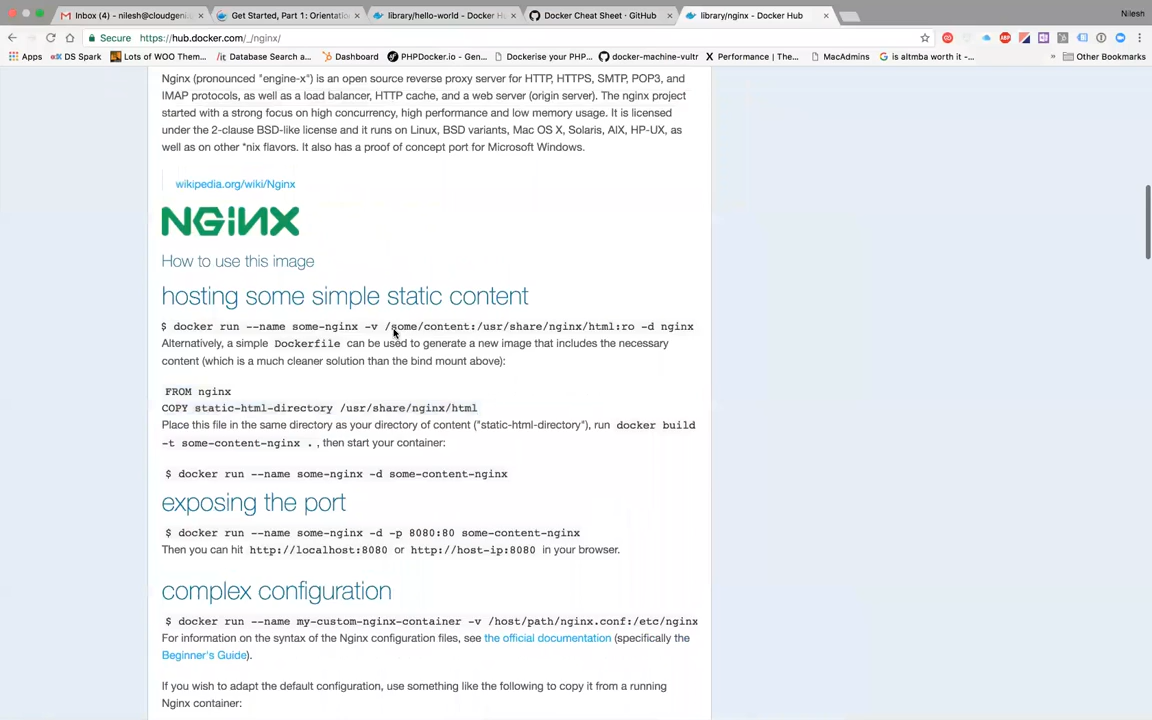 Inbox (4) - nilesh@cloudgeni
Get Started, Part 1: Orientatio
library/hello-world - Docker H
Docker Cheat Sheet · GitHub
library/nginx - Docker Hub
Nilesh
Secure
https://hub.docker.com/_/nginx/
Apps
DS Spark
Lots of WOO Them...
Database Search a...
Dashboard
PHPDocker.io - Gen...
Dockerise your PHP...
docker-machine-vultr
Performance | The...
MacAdmins
is altmba worth it -...
»
Other Bookmarks
Nginx (pronounced "engine-x") is an open source reverse proxy server for HTTP, HTTPS, SMTP, POP3, and
IMAP protocols, as well as a load balancer, HTTP cache, and a web server (origin server). The nginx project
started with a strong focus on high concurrency, high performance and low memory usage. It is licensed
under the 2-clause BSD-like license and it runs on Linux, BSD variants, Mac OS X, Solaris, AIX, HP-UX, as
well as on other *nix flavors. It also has a proof of concept port for Microsoft Windows.
wikipedia.org/wiki/Nginx
NGINX
How to use this image
hosting some simple static content
$ docker run --name some-nginx -v /some/content:/usr/share/nginx/html:ro -d nginx
Alternatively, a simple Dockerfile can be used to generate a new image that includes the necessary
content (which is a much cleaner solution than the bind mount above):
FROM nginx
COPY static-html-directory /usr/share/nginx/html
Place this file in the same directory as your directory of content ("static-html-directory"), run docker build
-t some-content-nginx . , then start your container:
$ docker run --name some-nginx -d some-content-nginx
exposing the port
$ docker run --name some-nginx -d -p 8080:80 some-content-nginx
Then you can hit http://localhost:8080 or http://host-ip:8080 in your browser.
complex configuration
$ docker run --name my-custom-nginx-container -v /host/path/nginx.conf:/etc/nginx
For information on the syntax of the Nginx configuration files, see the official documentation (specifically the
Beginner's Guide).
If you wish to adapt the default configuration, use something like the following to copy it from a running
Nginx container: